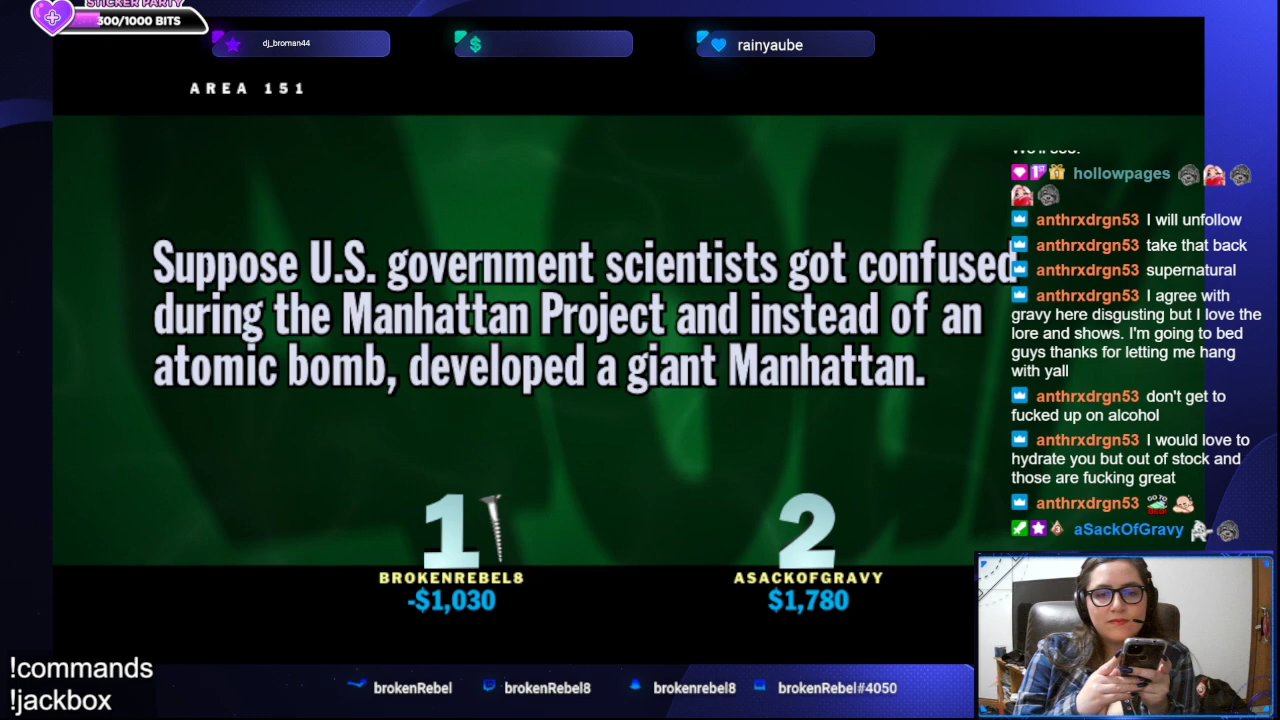 STICKER PARTY
300/1000 BITS
dj_broman44
$
rainyaube
AREA 151
Suppose U.S. government scientists got confused
during the Manhattan Project and instead of an
atomic bomb, developed a giant Manhattan.
We'll see.
hollowpages
anthrxdrgn53 I will unfollow
anthrxdrgn53 take that back
anthrxdrgn53 supernatural
anthrxdrgn53 I agree with
gravy here disgusting but I love the
lore and shows. I'm going to bed
guys thanks for letting me hang
with yall
anthrxdrgn53 don't get to
fucked up on alcohol
anthrxdrgn53 I would love to
hydrate you but out of stock and
those are fucking great
anthrxdrgn53
aSackOfGravy
1
BROKENREBEL8
-$1,030
2
ASACKOFGRAVY
$1,780
!commands
!jackbox
brokenRebel
brokenRebel8
brokenrebel8
brokenRebel#4050